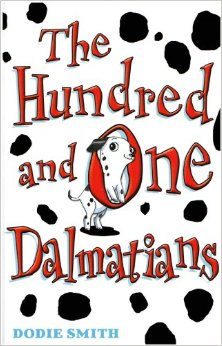 The
Hundred
and One
Dalmatians
DODIE SMITH